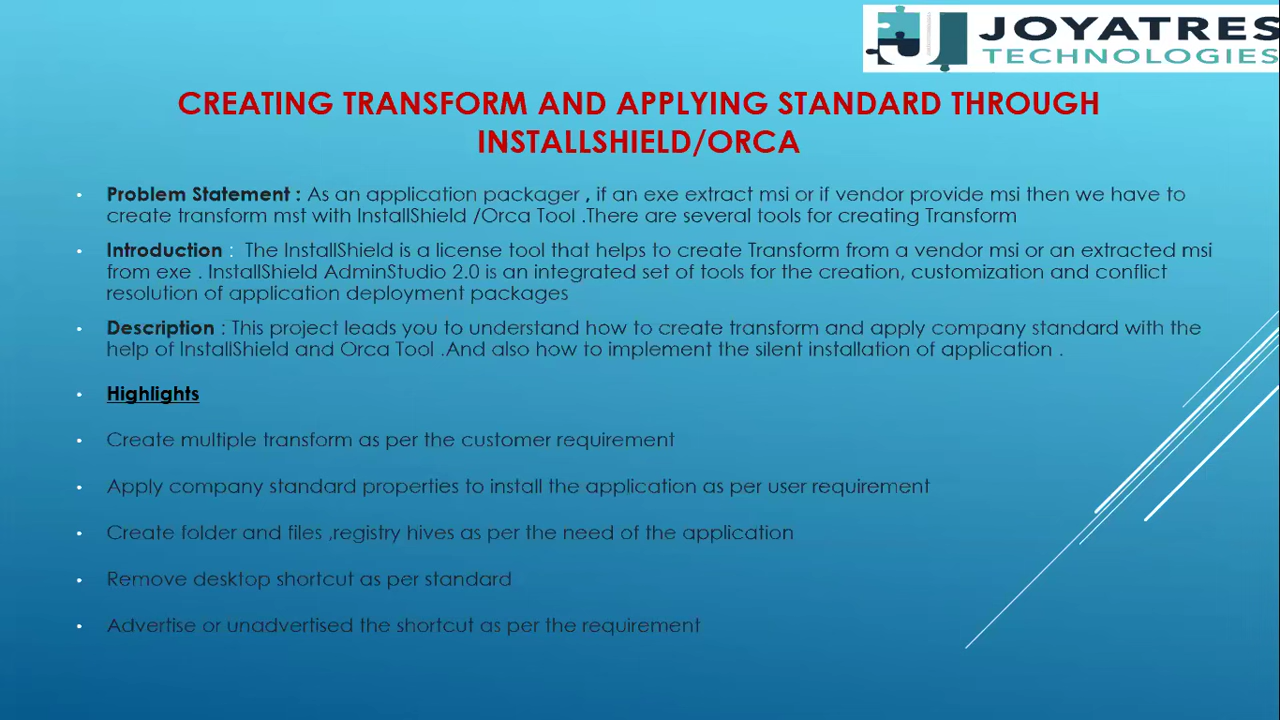 JOYATRES
TECHNOLOGIES
CREATING TRANSFORM AND APPLYING STANDARD THROUGH
INSTALLSHIELD/ORCA
• Problem Statement : As an application packager , if an exe extract msi or if vendor provide msi then we have to
create transform mst with InstallShield /Orca Tool .There are several tools for creating Transform
• Introduction : The InstallShield is a license tool that helps to create Transform from a vendor msi or an extracted msi
from exe . InstallShield AdminStudio 2.0 is an integrated set of tools for the creation, customization and conflict
resolution of application deployment packages
• Description : This project leads you to understand how to create transform and apply company standard with the
help of InstallShield and Orca Tool .And also how to implement the silent installation of application .
• Highlights
• Create multiple transform as per the customer requirement
• Apply company standard properties to install the application as per user requirement
• Create folder and files ,registry hives as per the need of the application
• Remove desktop shortcut as per standard
• Advertise or unadvertised the shortcut as per the requirement